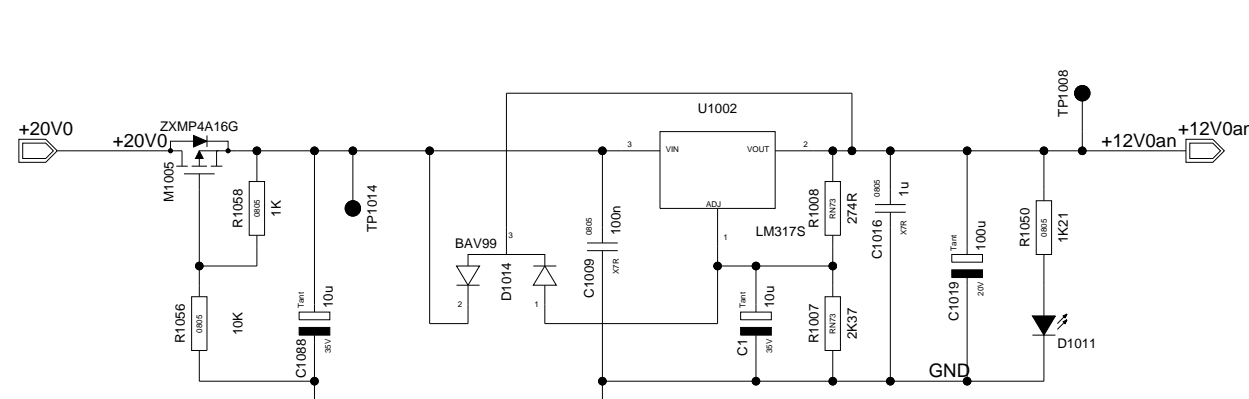 +20V0
+20V0
ZXMP4A16G
M1005
R1058
0805
1K
TP1014
R1056
0805
10K
C1088
Tant
10u
35V
BAV99
D1014
3
2
1
C1009
0805
100n
X7R
U1002
3
VIN
VOUT
2
ADJ
1
LM317S
R1008
RN73
274R
C1
Tant
10u
35V
R1007
RN73
2K37
C1016
0805
1u
X7R
C1019
Tant
100u
20V
GND
R1050
0805
1K21
D1011
TP1008
+12V0an
+12V0an